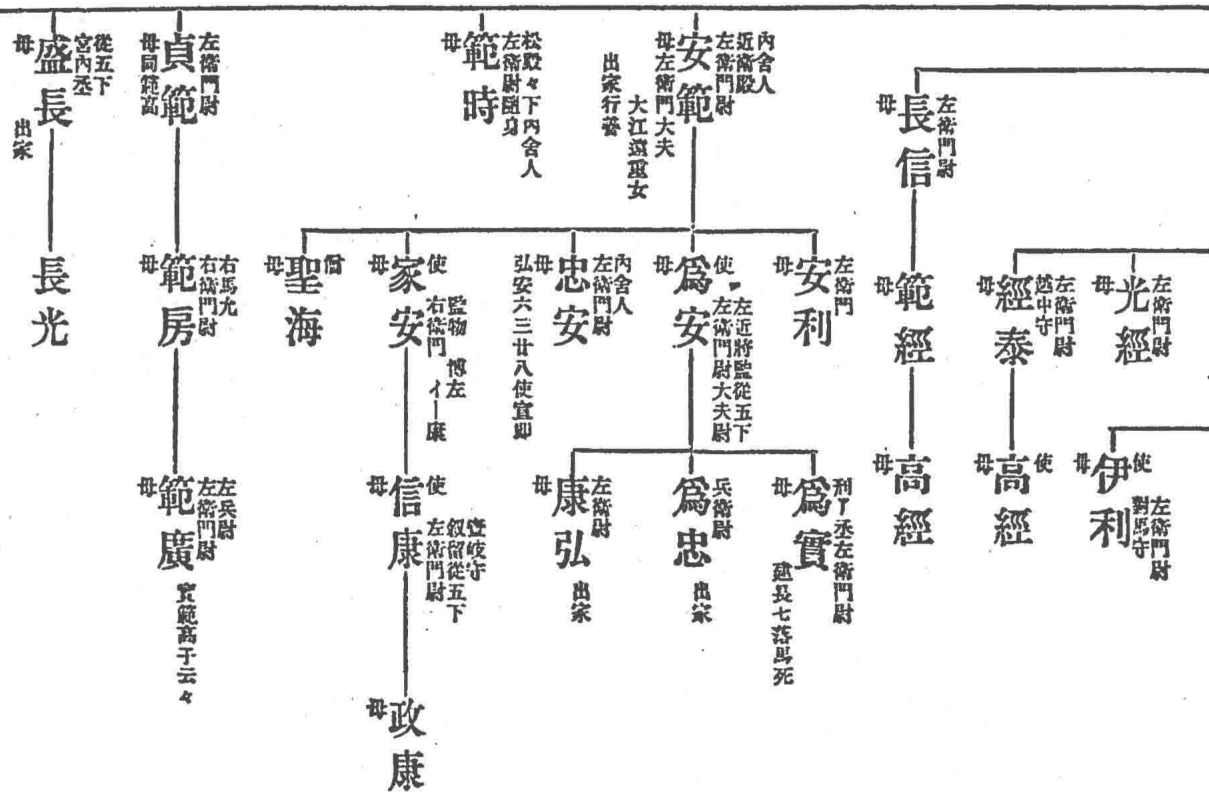 左衛門尉
長信
母
範經
母
高經
母
左衛門尉
光經
母
左衛門尉
越中守
經泰
母
使
高經
母
使
左衛門尉
對馬守
伊利
母
內舍人
近衛殿
左衛門尉
安範
母左衛門大夫
大江遠重女
出家行
左衛門
安利
母
使
左近將監從五下
左衛門尉大夫尉
爲安
母
左衛門尉
爲實
母
建長七落馬死
兵衛尉
爲忠
出家
左衛尉
康弘
母
出家
內舍人
左衛門尉
忠安
母
弘安六三廿八使宣
使
監物
博左
右衛門
イ一康
家安
母
使
壹岐守
叙留從五下
左衛門尉
信康
母
政康
母
僧
聖海
母
松殿々下內舍人
左衛尉隨身
範時
母
左衛門尉
貞範
母同範高
右馬允
右衛門尉
範房
母
左兵尉
左衛門尉
範廣
母
實範高子云々
從五下
宮內丞
盛長
母
出家
長光